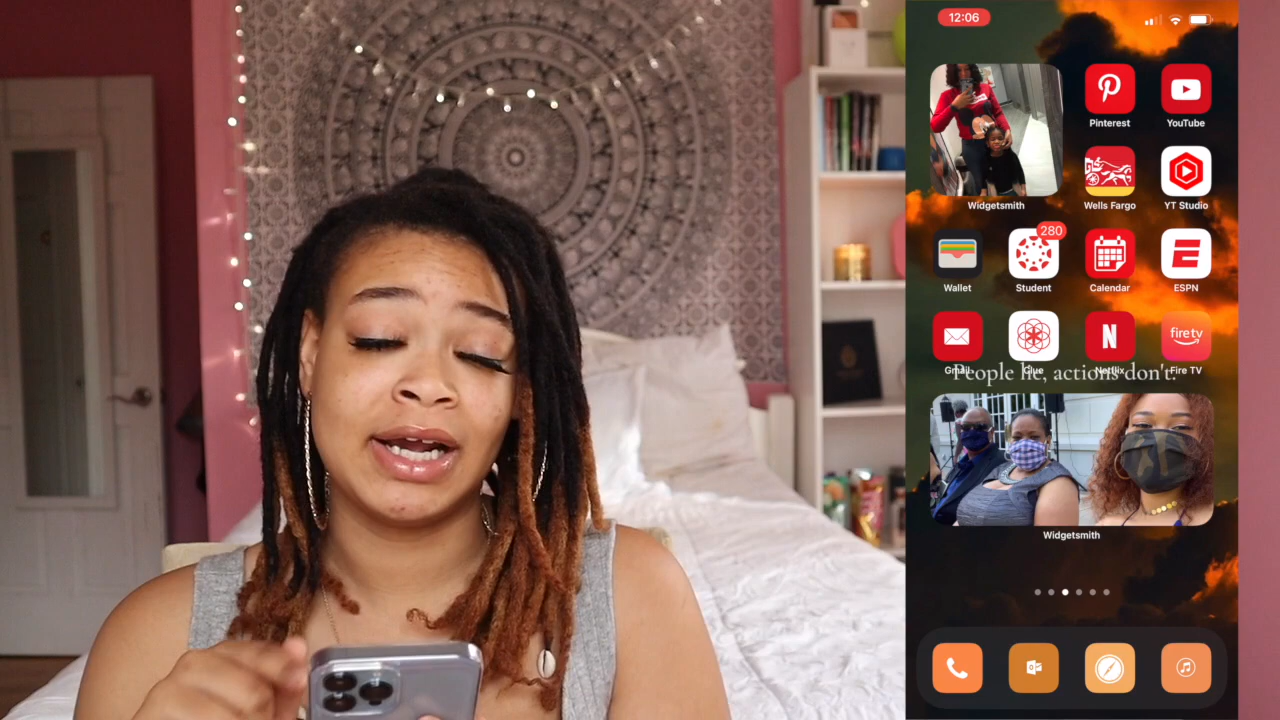 12:06
Pinterest
YouTube
Widgetsmith
Wells Fargo
YT Studio
280
Wallet
Student
Calendar
ESPN
N
fire tv
Gmail
Clue
Netflix
Fire TV
People lie, actions don't.
Widgetsmith